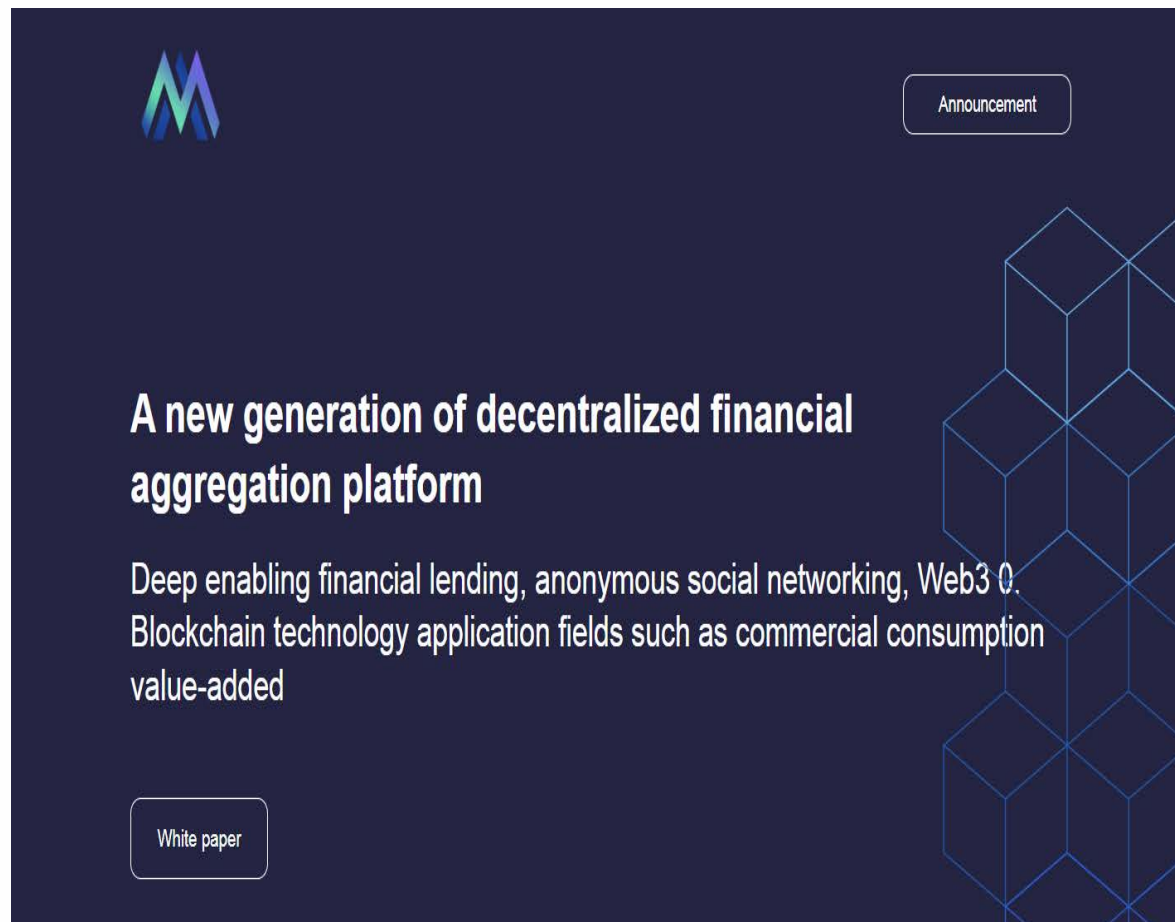 Announcement
A new generation of decentralized financial
aggregation platform
Deep enabling financial lending, anonymous social networking, Web3 0.
Blockchain technology application fields such as commercial consumption
value-added
White paper